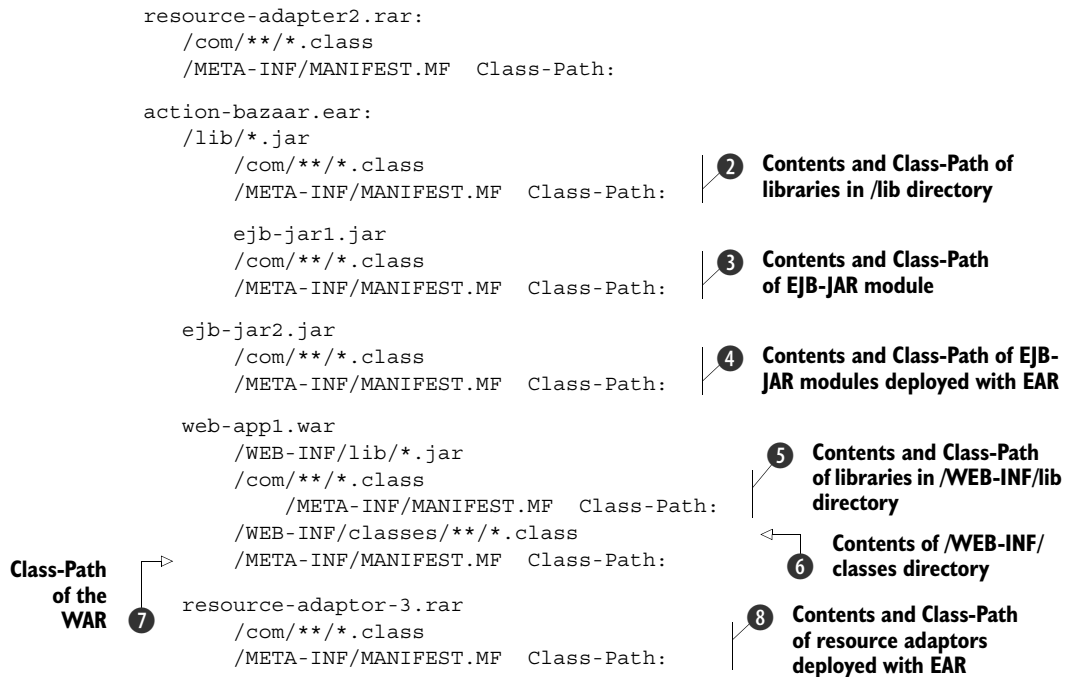 resource-adapter2.rar:
/com/**/*.class
/META-INF/MANIFEST.MF  Class-Path:
action-bazaar.ear:
/lib/*.jar
/com/**/*.class
/META-INF/MANIFEST.MF  Class-Path:
2 Contents and Class-Path of
libraries in /lib directory
ejb-jar1.jar
/com/**/*.class
/META-INF/MANIFEST.MF  Class-Path:
3 Contents and Class-Path
of EJB-JAR module
ejb-jar2.jar
/com/**/*.class
/META-INF/MANIFEST.MF  Class-Path:
4 Contents and Class-Path of EJB-
JAR modules deployed with EAR
web-app1.war
/WEB-INF/lib/*.jar
/com/**/*.class
/META-INF/MANIFEST.MF  Class-Path:
5 Contents and Class-Path
of libraries in /WEB-INF/lib
directory
/WEB-INF/classes/**/*.class
6 Contents of /WEB-INF/
classes directory
/META-INF/MANIFEST.MF  Class-Path:
Class-Path
of the
WAR 7
resource-adaptor-3.rar
/com/**/*.class
/META-INF/MANIFEST.MF  Class-Path:
8 Contents and Class-Path
of resource adaptors
deployed with EAR